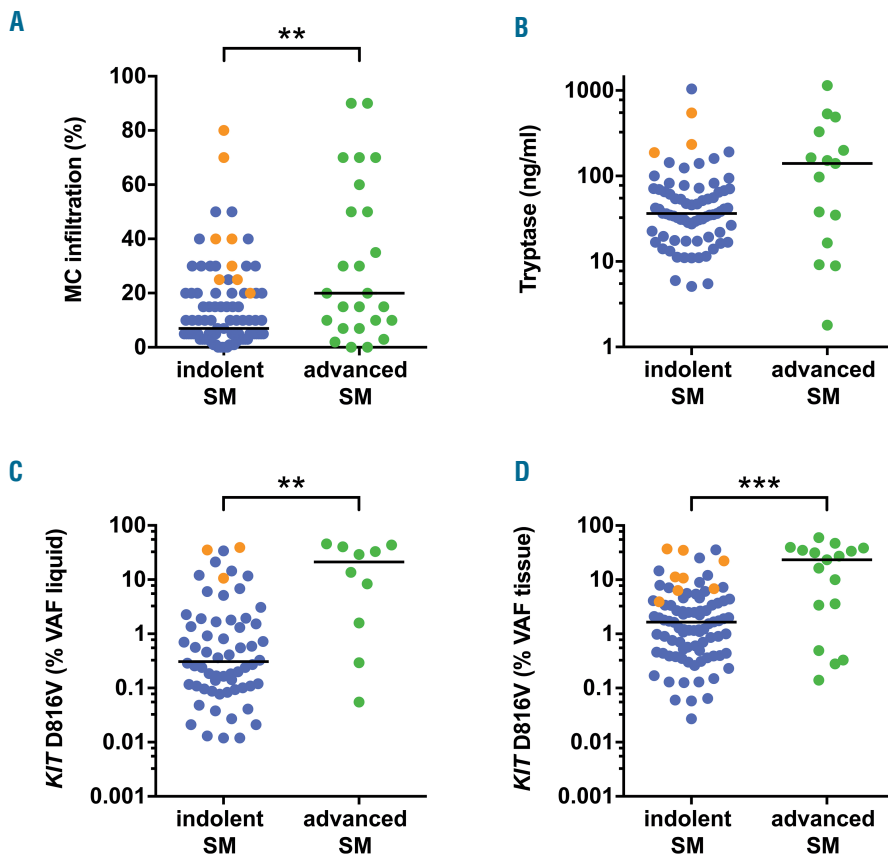 A
**
MC infiltration (%)
100
80
60
40
20
0
indolent
SM
advanced
SM
B
Tryptase (ng/ml)
1000
100
10
1
indolent
SM
advanced
SM
C
**
KIT D816V (% VAF liquid)
100
10
1
0.1
0.01
0.001
indolent
SM
advanced
SM
D
***
KIT D816V (% VAF tissue)
100
10
1
0.1
0.01
0.001
indolent
SM
advanced
SM